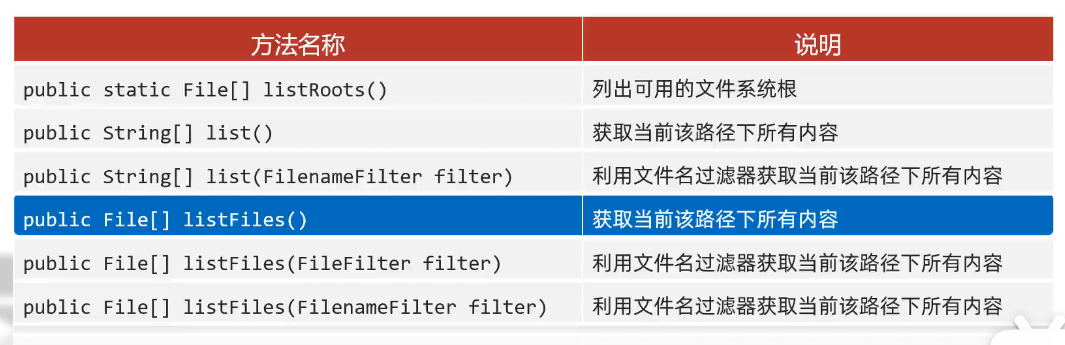 方法名称 说明
public static File[] listRoots() 列出可用的文件系统根
public String[] list() 获取当前该路径下所有内容
public String[] list(FilenameFilter filter) 利用文件名过滤器获取当前该路径下所有内容
public File[] listFiles() 获取当前该路径下所有内容
public File[] listFiles(FileFilter filter) 利用文件名过滤器获取当前该路径下所有内容
public File[] listFiles(FilenameFilter filter) 利用文件名过滤器获取当前该路径下所有内容